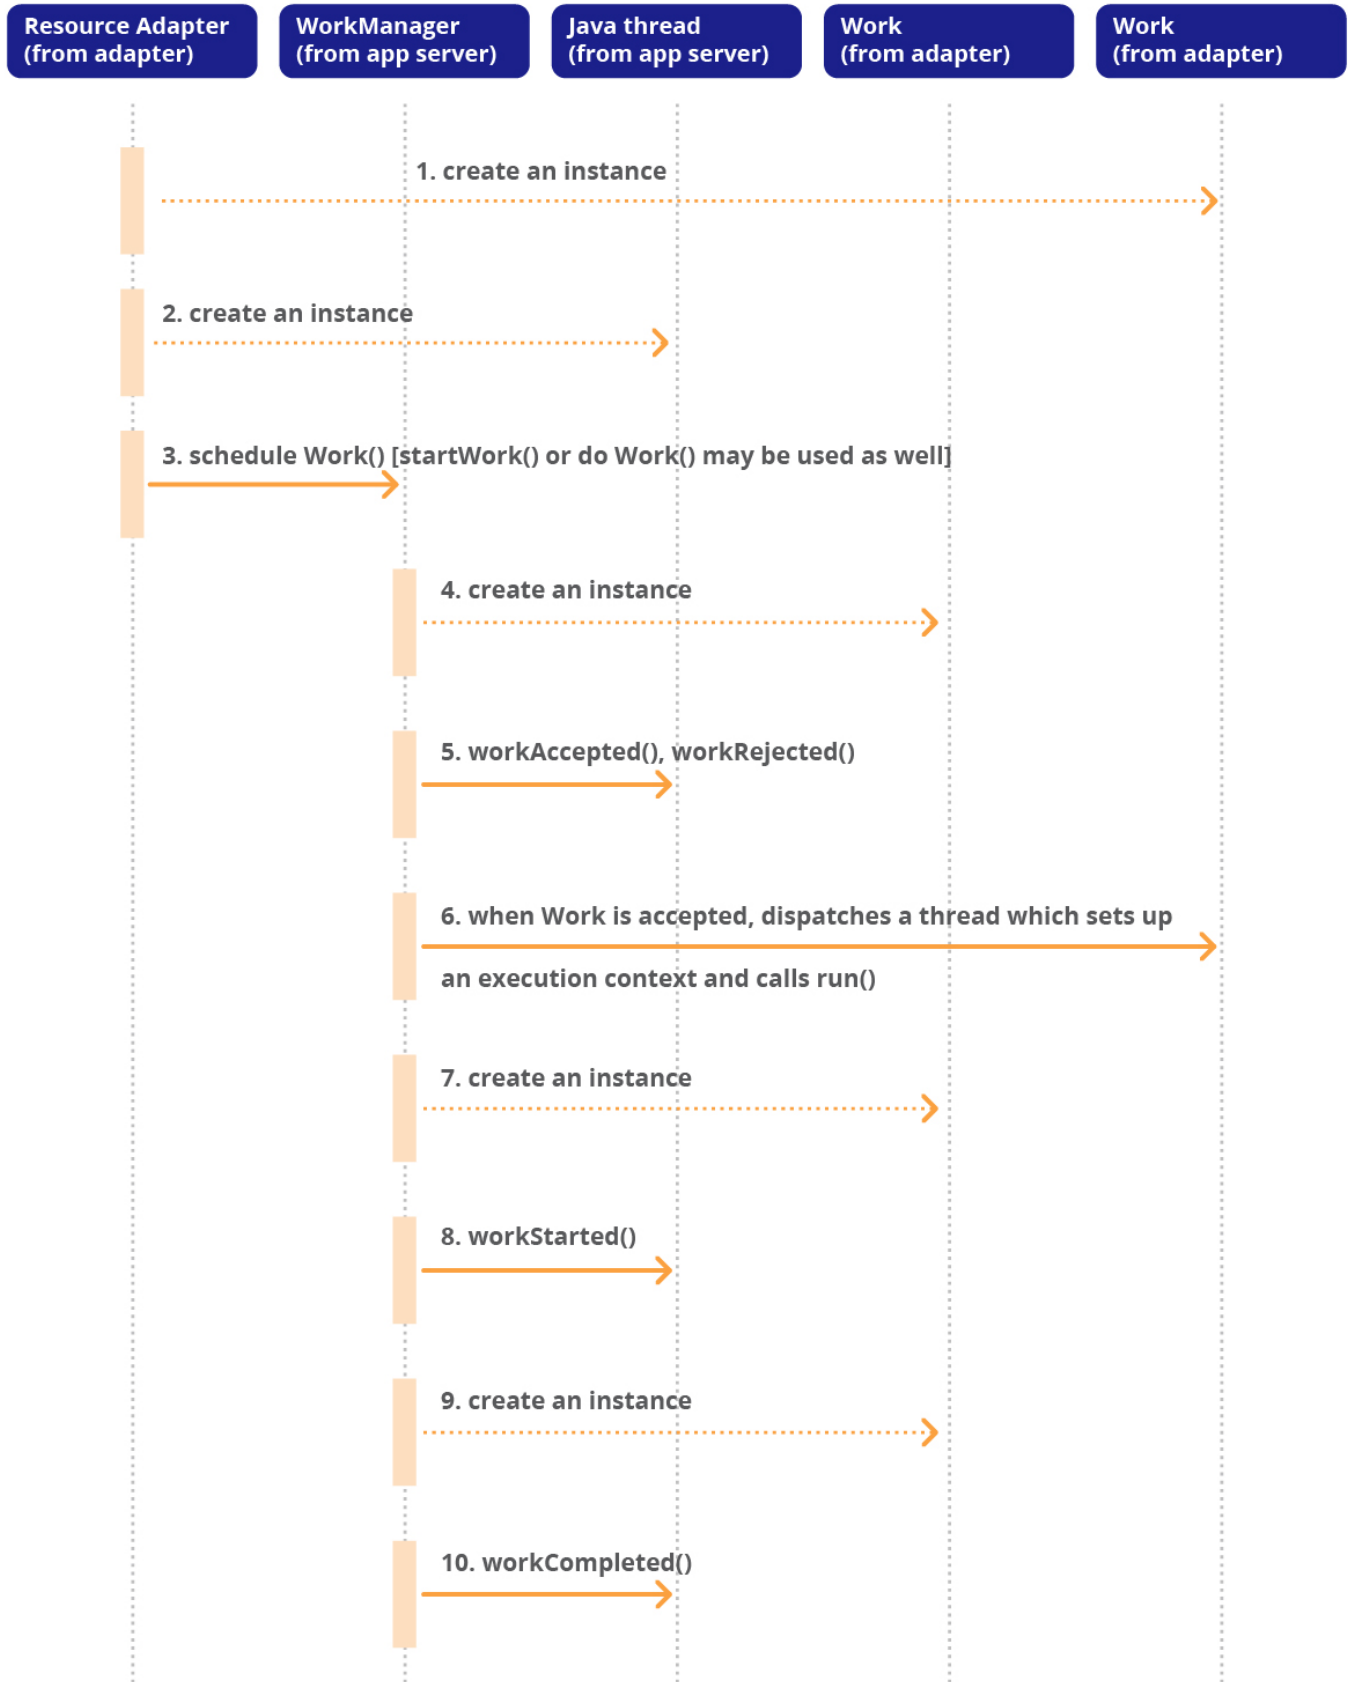 Resource Adapter
(from adapter)
WorkManager
(from app server)
Java thread
(from app server)
Work
(from adapter)
Work
(from adapter)
1. create an instance
2. create an instance
3. schedule Work() [startWork() or do Work() may be used as well]
4. create an instance
5. workAccepted(), workRejected()
6. when Work is accepted, dispatches a thread which sets up
an execution context and calls run()
7. create an instance
8. workStarted()
9. create an instance
10. workCompleted()